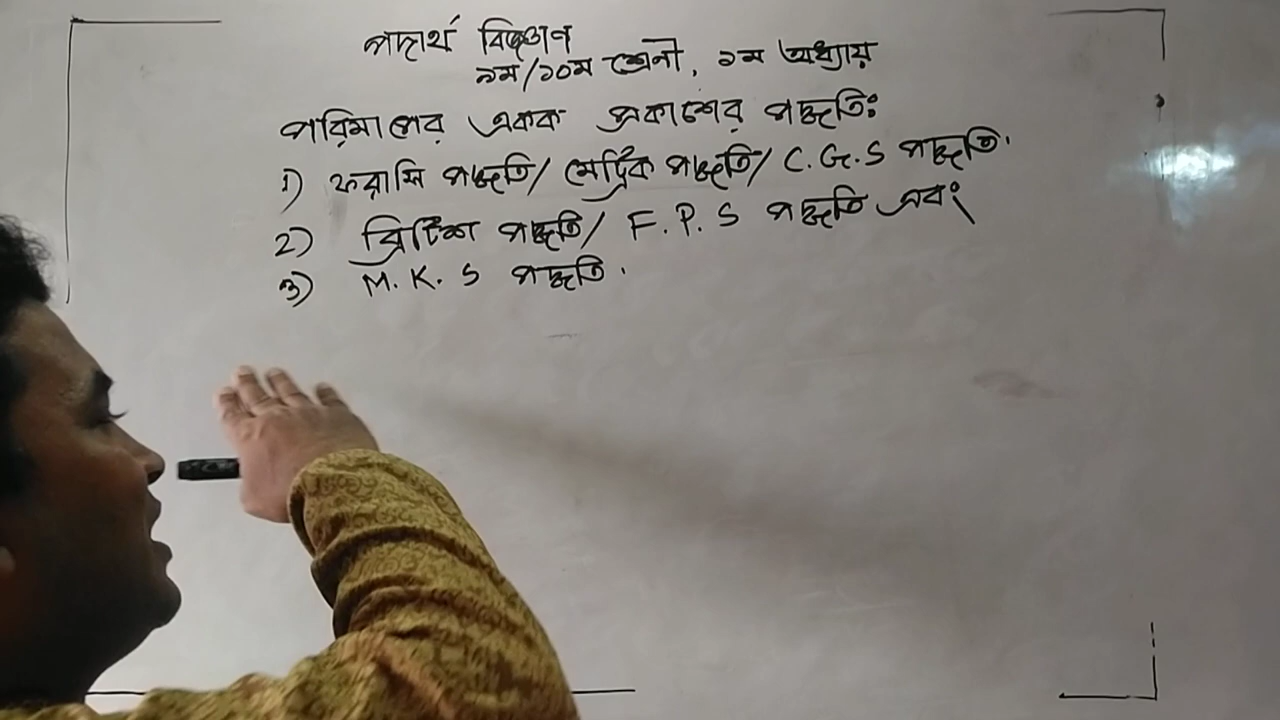 পদার্থ বিজ্ঞান
৯ম/১০ম শ্রেনী, ১ম অধ্যায়
পরিমাপের একক প্রকাশের পদ্ধতিঃ
1) ফরাসি পদ্ধতি/ মেট্রিক পদ্ধতি/ C.G.S পদ্ধতি.
2) ব্রিটিশ পদ্ধতি/ F.P.S পদ্ধতি এবং
3) M.K.S পদ্ধতি.